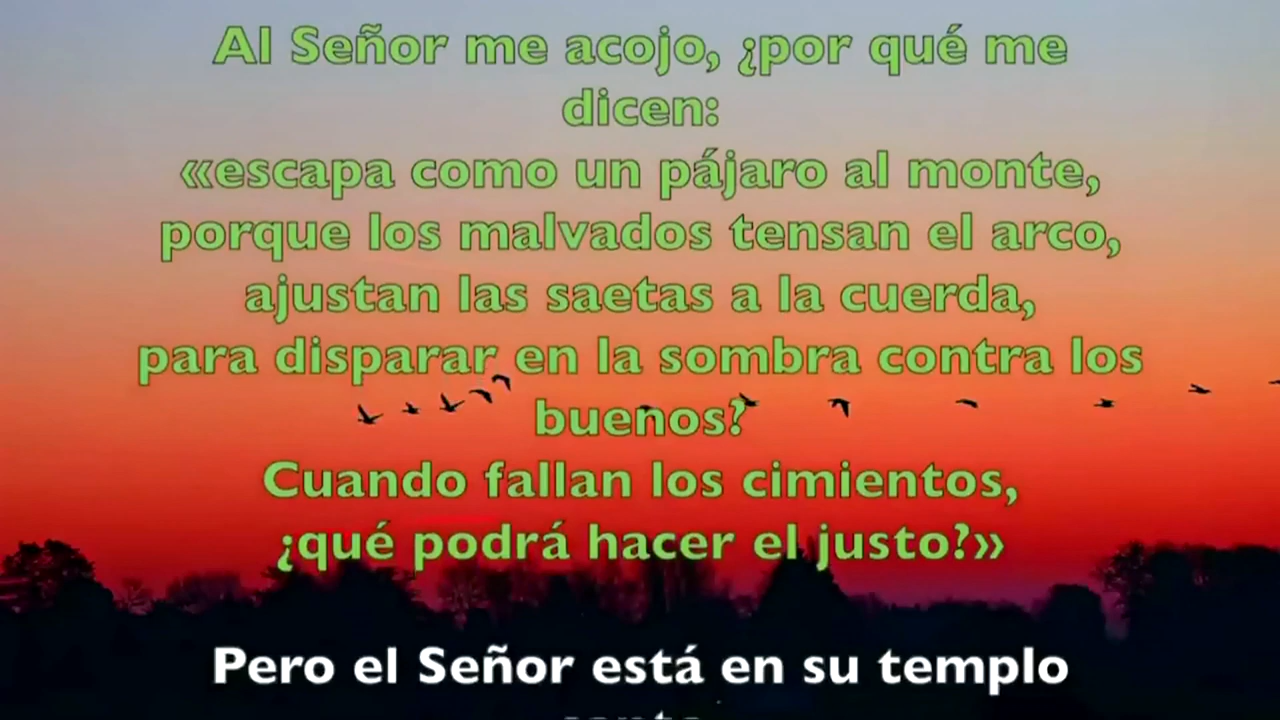 Al Señor me acojo, ¿por qué me
dicen:
«escapa como un pájaro al monte,
porque los malvados tensan el arco,
ajustan las saetas a la cuerda,
para disparar en la sombra contra los
buenos?
Cuando fallan los cimientos,
¿qué podrá hacer el justo?»
Pero el Señor está en su templo